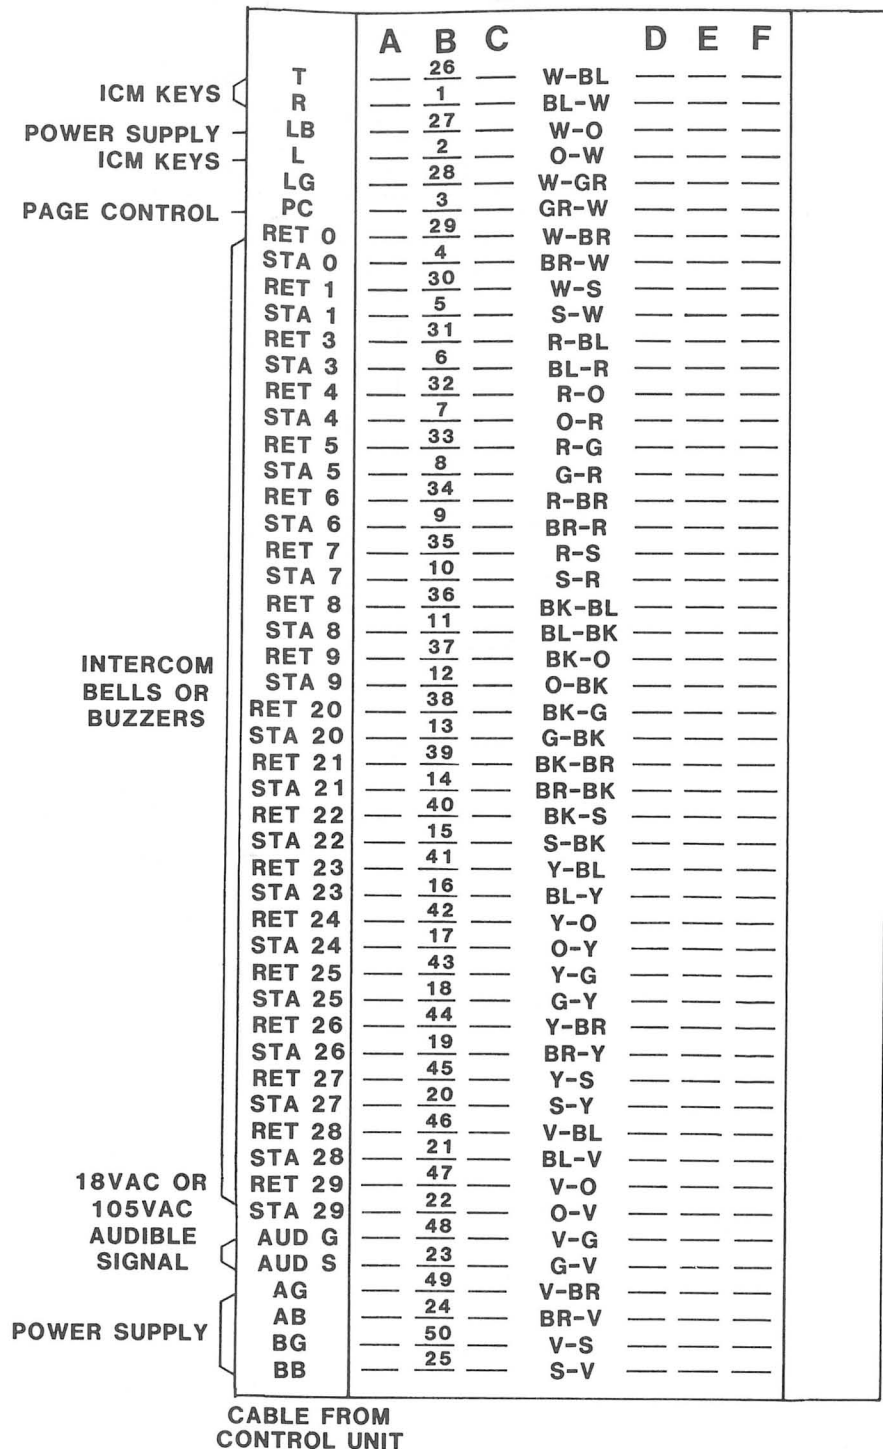 A B C D E F
T 26 W-BL
ICM KEYS
R 1 BL-W
POWER SUPPLY LB 27 W-O
ICM KEYS L 2 O-W
LG 28 W-GR
PAGE CONTROL PC 3 GR-W
RET 0 29 W-BR
STA 0 4 BR-W
RET 1 30 W-S
STA 1 5 S-W
RET 3 31 R-BL
STA 3 6 BL-R
RET 4 32 R-O
STA 4 7 O-R
RET 5 33 R-G
STA 5 8 G-R
RET 6 34 R-BR
STA 6 9 BR-R
RET 7 35 R-S
STA 7 10 S-R
RET 8 36 BK-BL
STA 8 11 BL-BK
INTERCOM RET 9 37 BK-O
BELLS OR STA 9 12 O-BK
BUZZERS RET 20 38 BK-G
STA 20 13 G-BK
RET 21 39 BK-BR
STA 21 14 BR-BK
RET 22 40 BK-S
STA 22 15 S-BK
RET 23 41 Y-BL
STA 23 16 BL-Y
RET 24 42 Y-O
STA 24 17 O-Y
RET 25 43 Y-G
STA 25 18 G-Y
RET 26 44 Y-BR
STA 26 19 BR-Y
RET 27 45 Y-S
STA 27 20 S-Y
RET 28 46 V-BL
STA 28 21 BL-V
18VAC OR RET 29 47 V-O
105VAC STA 29 22 O-V
AUDIBLE AUD G 48 V-G
SIGNAL AUD S 23 G-V
AG 49 V-BR
AB 24 BR-V
POWER SUPPLY BG 50 V-S
BB 25 S-V
CABLE FROM
CONTROL UNIT